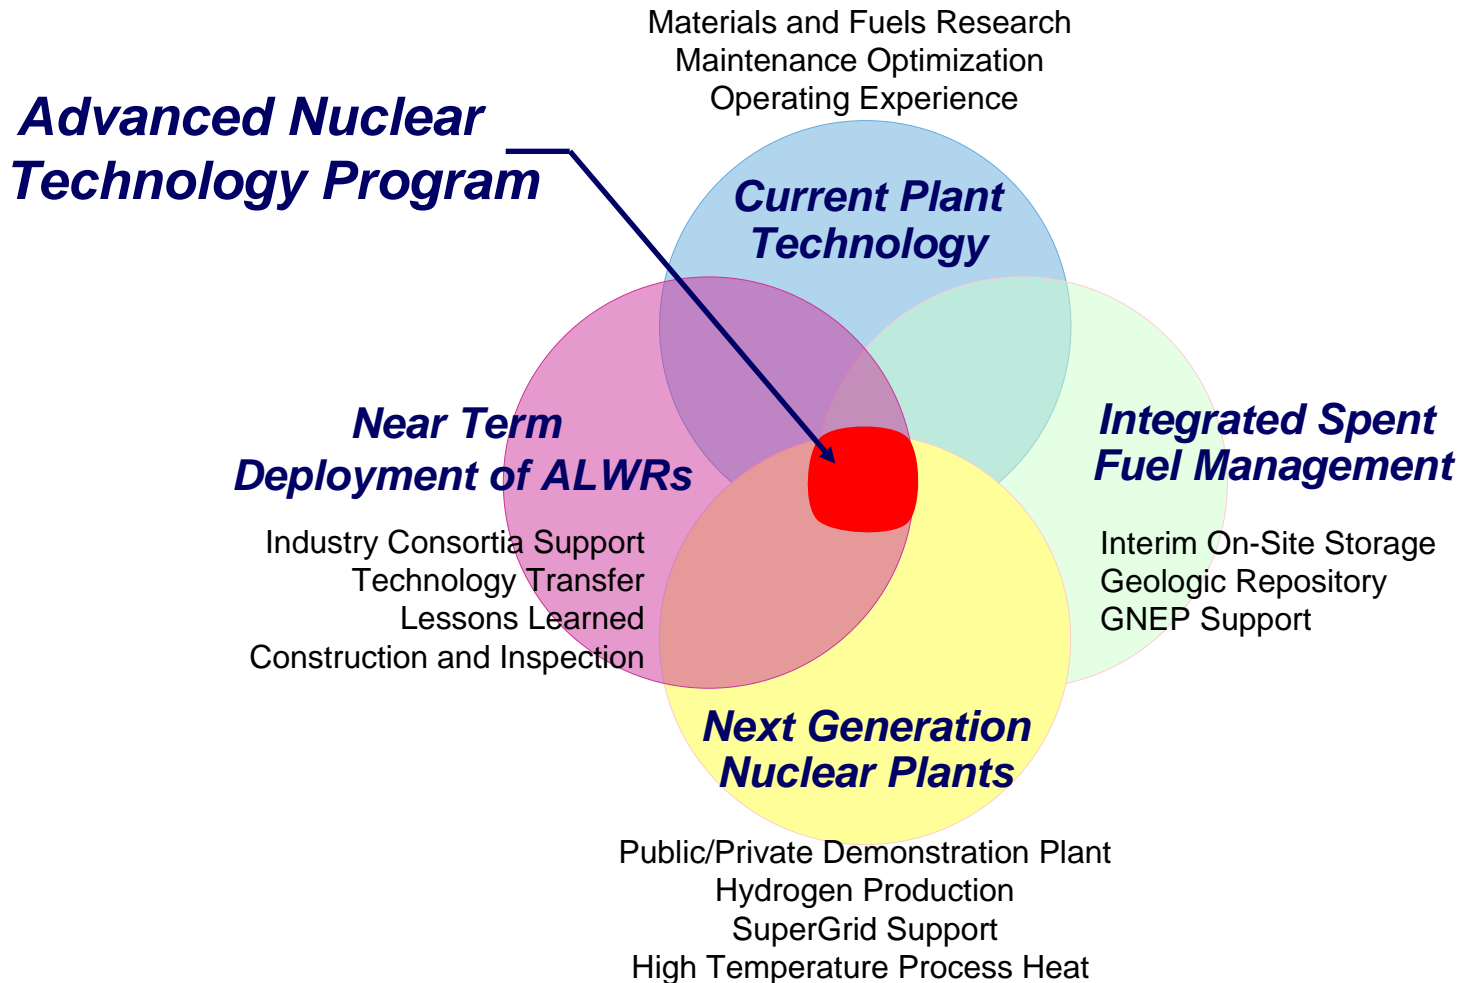 Materials and Fuels Research
Maintenance Optimization
Operating Experience
Advanced Nuclear
Technology Program
Current Plant
Technology
Near Term
Deployment of ALWRs
Industry Consortia Support
Technology Transfer
Lessons Learned
Construction and Inspection
Integrated Spent
Fuel Management
Interim On-Site Storage
Geologic Repository
GNEP Support
Next Generation
Nuclear Plants
Public/Private Demonstration Plant
Hydrogen Production
SuperGrid Support
High Temperature Process Heat